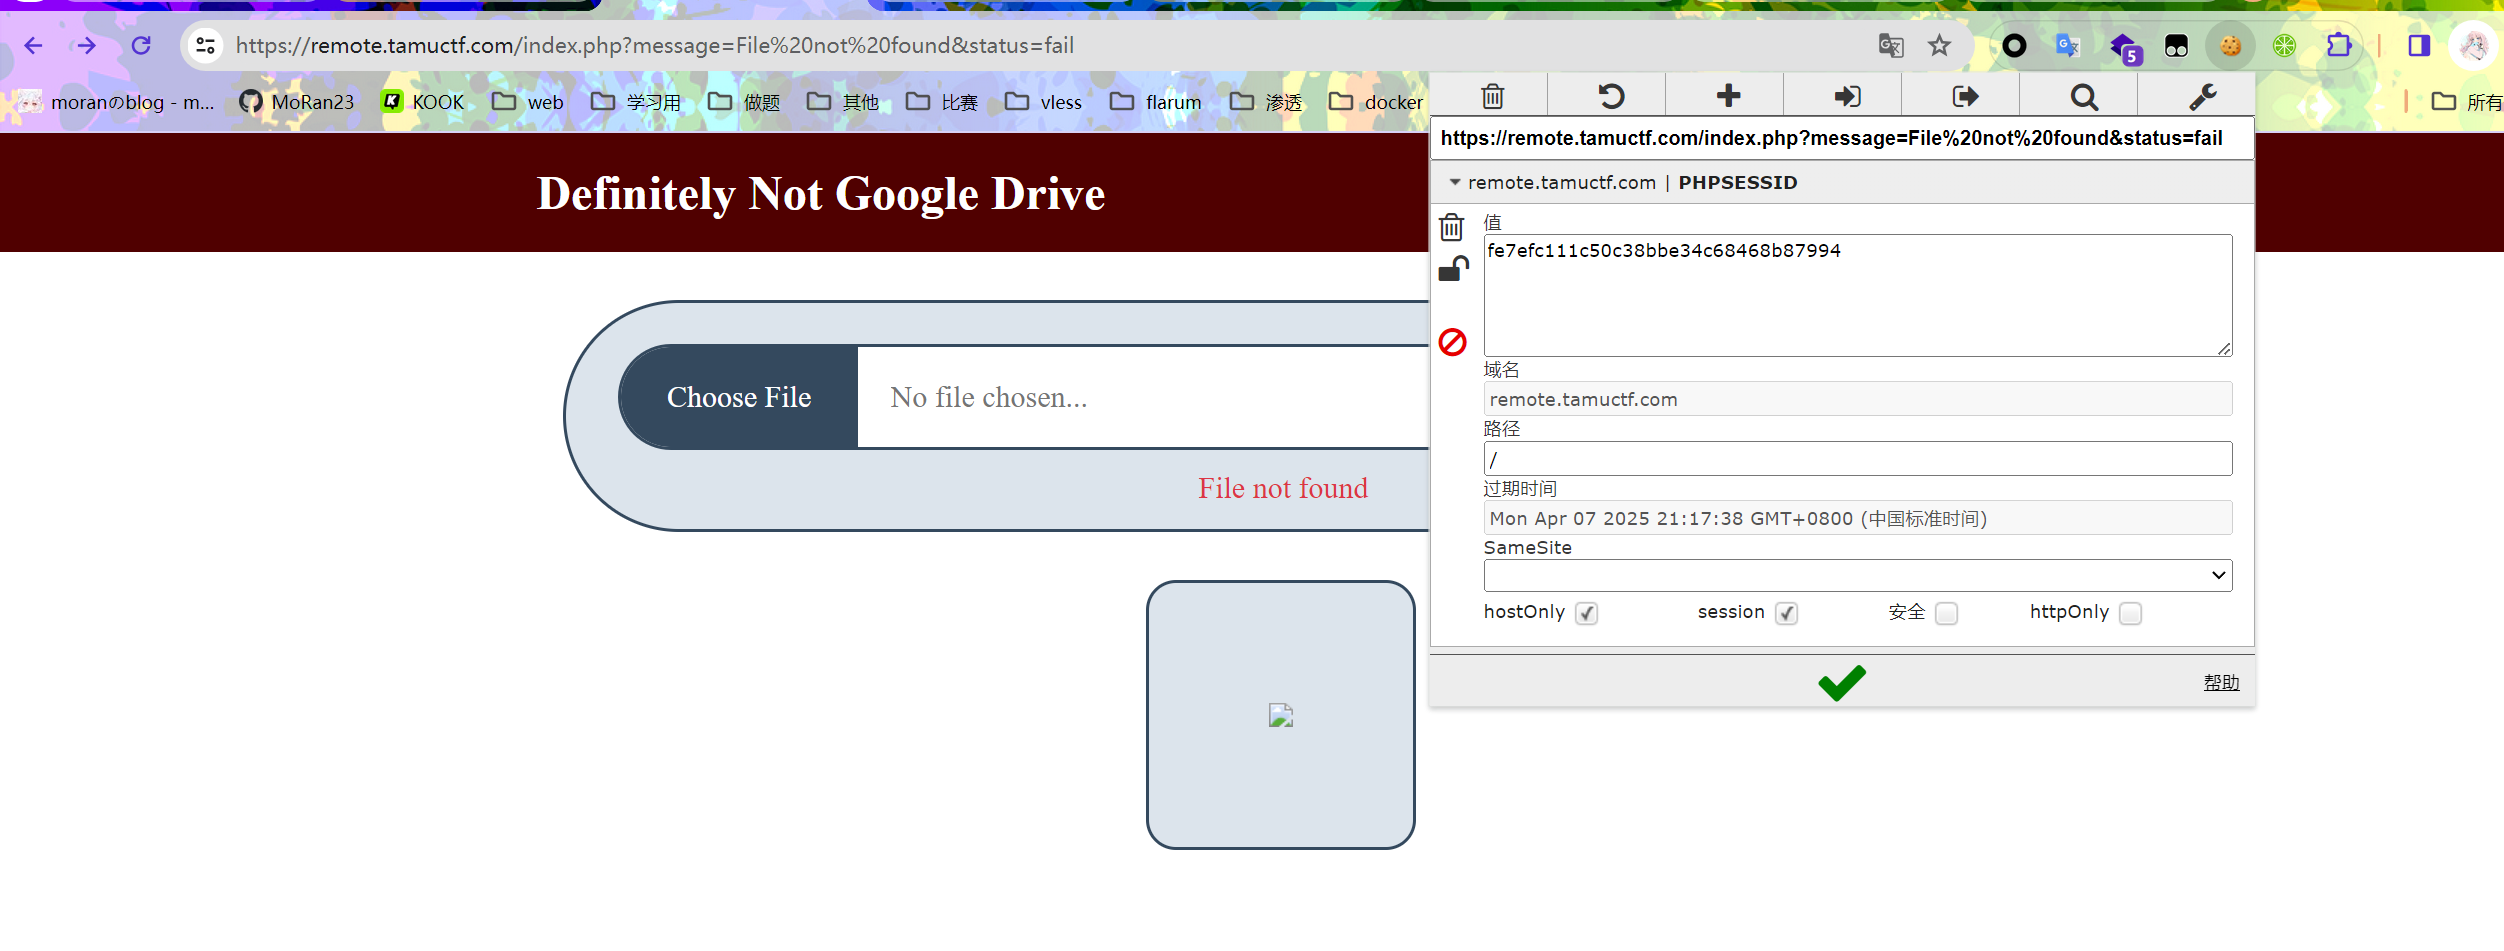 https://remote.tamuctf.com/index.php?message=File%20not%20found&status=fail
5
moranのblog - m...
MoRan23
KOOK
web
学习用
做题
其他
比赛
vless
flarum
渗透
docker
所有
https://remote.tamuctf.com/index.php?message=File%20not%20found&status=fail
remote.tamuctf.com | PHPSESSID
Definitely Not Google Drive
值
fe7efc111c50c38bbe34c68468b87994
域名
remote.tamuctf.com
路径
/
过期时间
Mon Apr 07 2025 21:17:38 GMT+0800 (中国标准时间)
SameSite
hostOnly session 安全 httpOnly
帮助
Choose File
No file chosen...
File not found